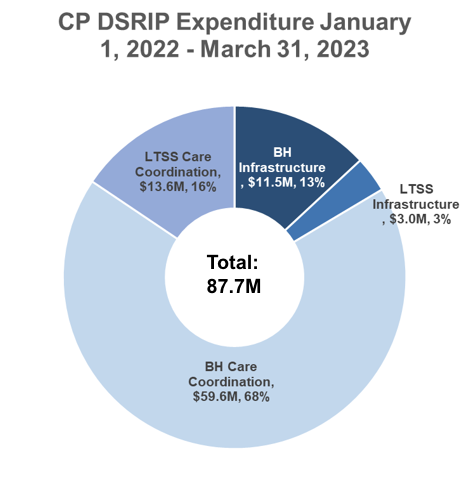 CP DSRIP Expenditure January
1, 2022 - March 31, 2023
BH
Infrastructure
, $11.5M, 13%
LTSS Care
Coordination,
$13.6M, 16%
LTSS
Infrastructure
, $3.0M, 3%
Total:
87.7M
BH Care
Coordination,
$59.6M, 68%